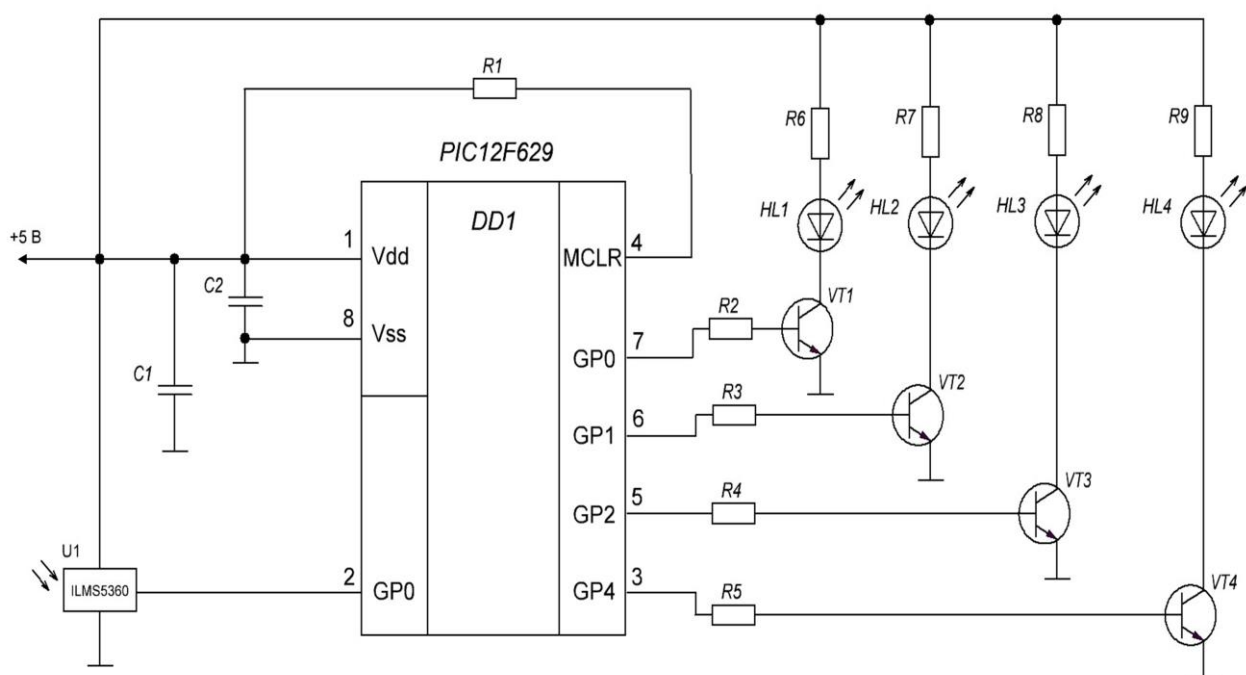 R1
R6
R7
R8
R9
PIC12F629
DD1
HL1
HL2
HL3
HL4
+5 В
1
Vdd
MCLR
4
C2
8
Vss
VT1
R2
7
GP0
C1
VT2
R3
6
GP1
VT3
R4
5
GP2
U1
ILMS5360
2
GP0
3
GP4
R5
VT4